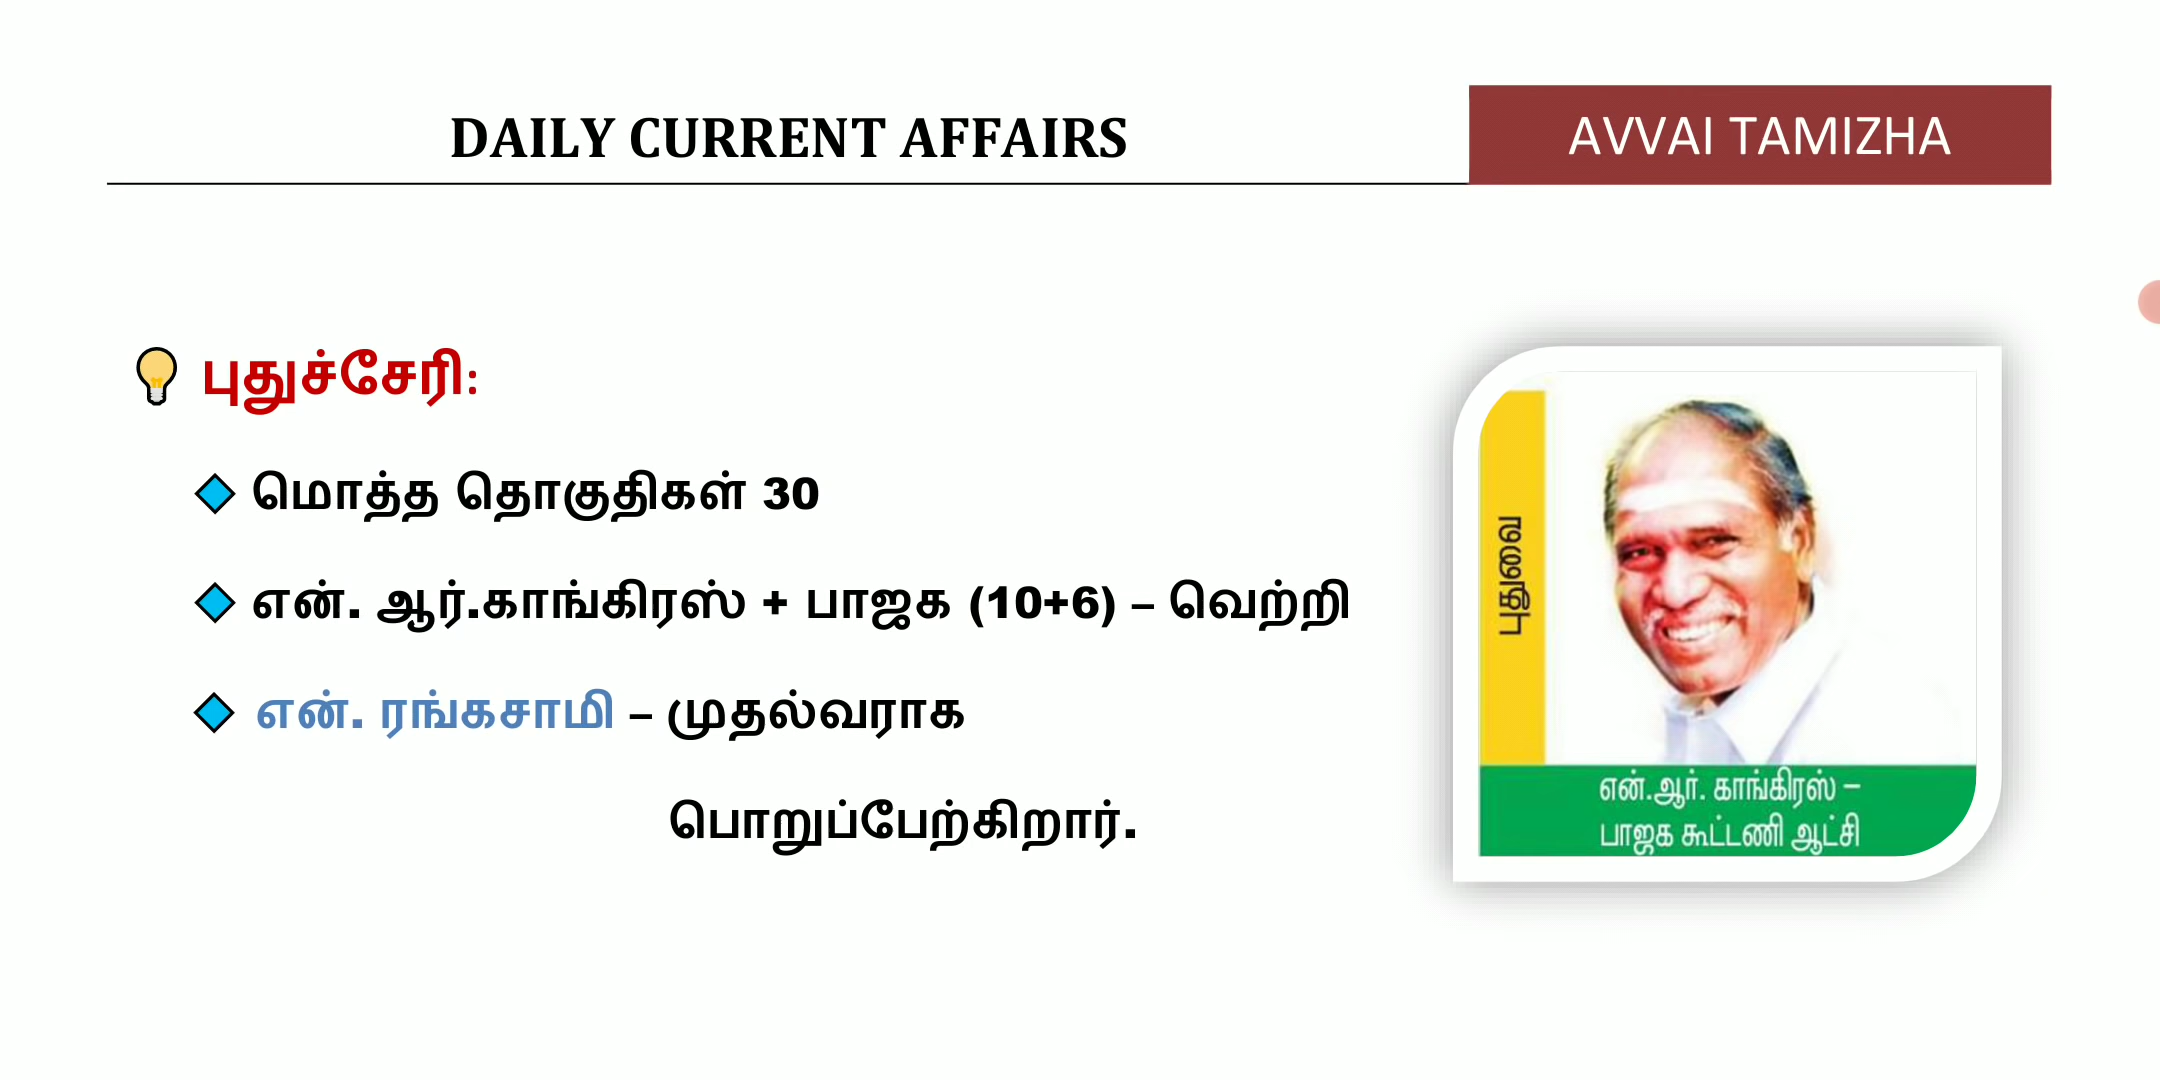 DAILY CURRENT AFFAIRS
AVVAI TAMIZHA
புதுச்சேரி:
மொத்த தொகுதிகள் 30
என். ஆர்.காங்கிரஸ் + பாஜக (10+6) – வெற்றி
என். ரங்கசாமி – முதல்வராக
பொறுப்பேற்கிறார்.
புதுவை
என்.ஆர். காங்கிரஸ் –
பாஜக கூட்டணி ஆட்சி